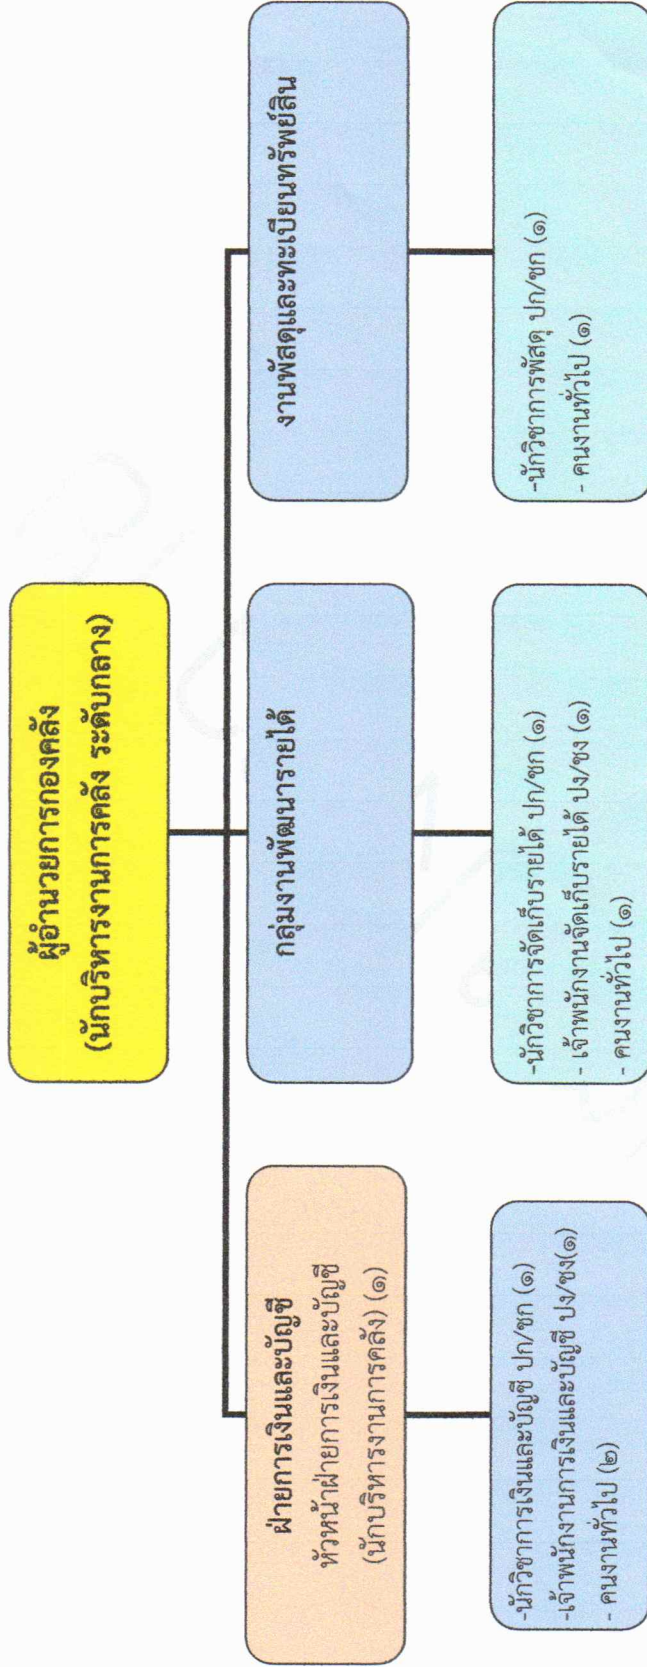 ผู้อำนวยการกองคลัง
(นักบริหารงานการคลัง ระดับกลาง)
ฝ่ายการเงินและบัญชี
หัวหน้าฝ่ายการเงินและบัญชี
(นักบริหารงานการคลัง) (๑)
กลุ่มงานพัฒนารายได้
งานพัสดุและทะเบียนทรัพย์สิน
-นักวิชาการเงินและบัญชี ปก/ชก (๑)
-เจ้าพนักงานการเงินและบัญชี ปง/ชง(๑)
- คนงานทั่วไป (๒)
-นักวิชาการจัดเก็บรายได้ ปก/ชก (๑)
- เจ้าพนักงานจัดเก็บรายได้ ปง/ชง (๑)
- คนงานทั่วไป (๑)
-นักวิชาการพัสดุ ปก/ชก (๑)
- คนงานทั่วไป (๑)